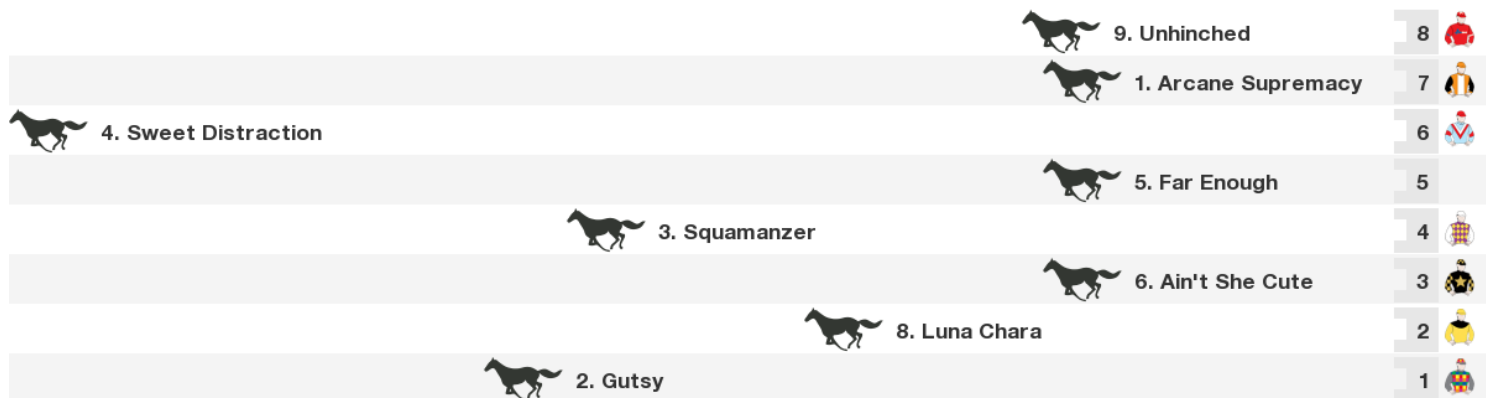 9. Unhinched 8
1. Arcane Supremacy 7
4. Sweet Distraction 6
5. Far Enough 5
3. Squamanzer 4
6. Ain't She Cute 3
8. Luna Chara 2
2. Gutsy 1